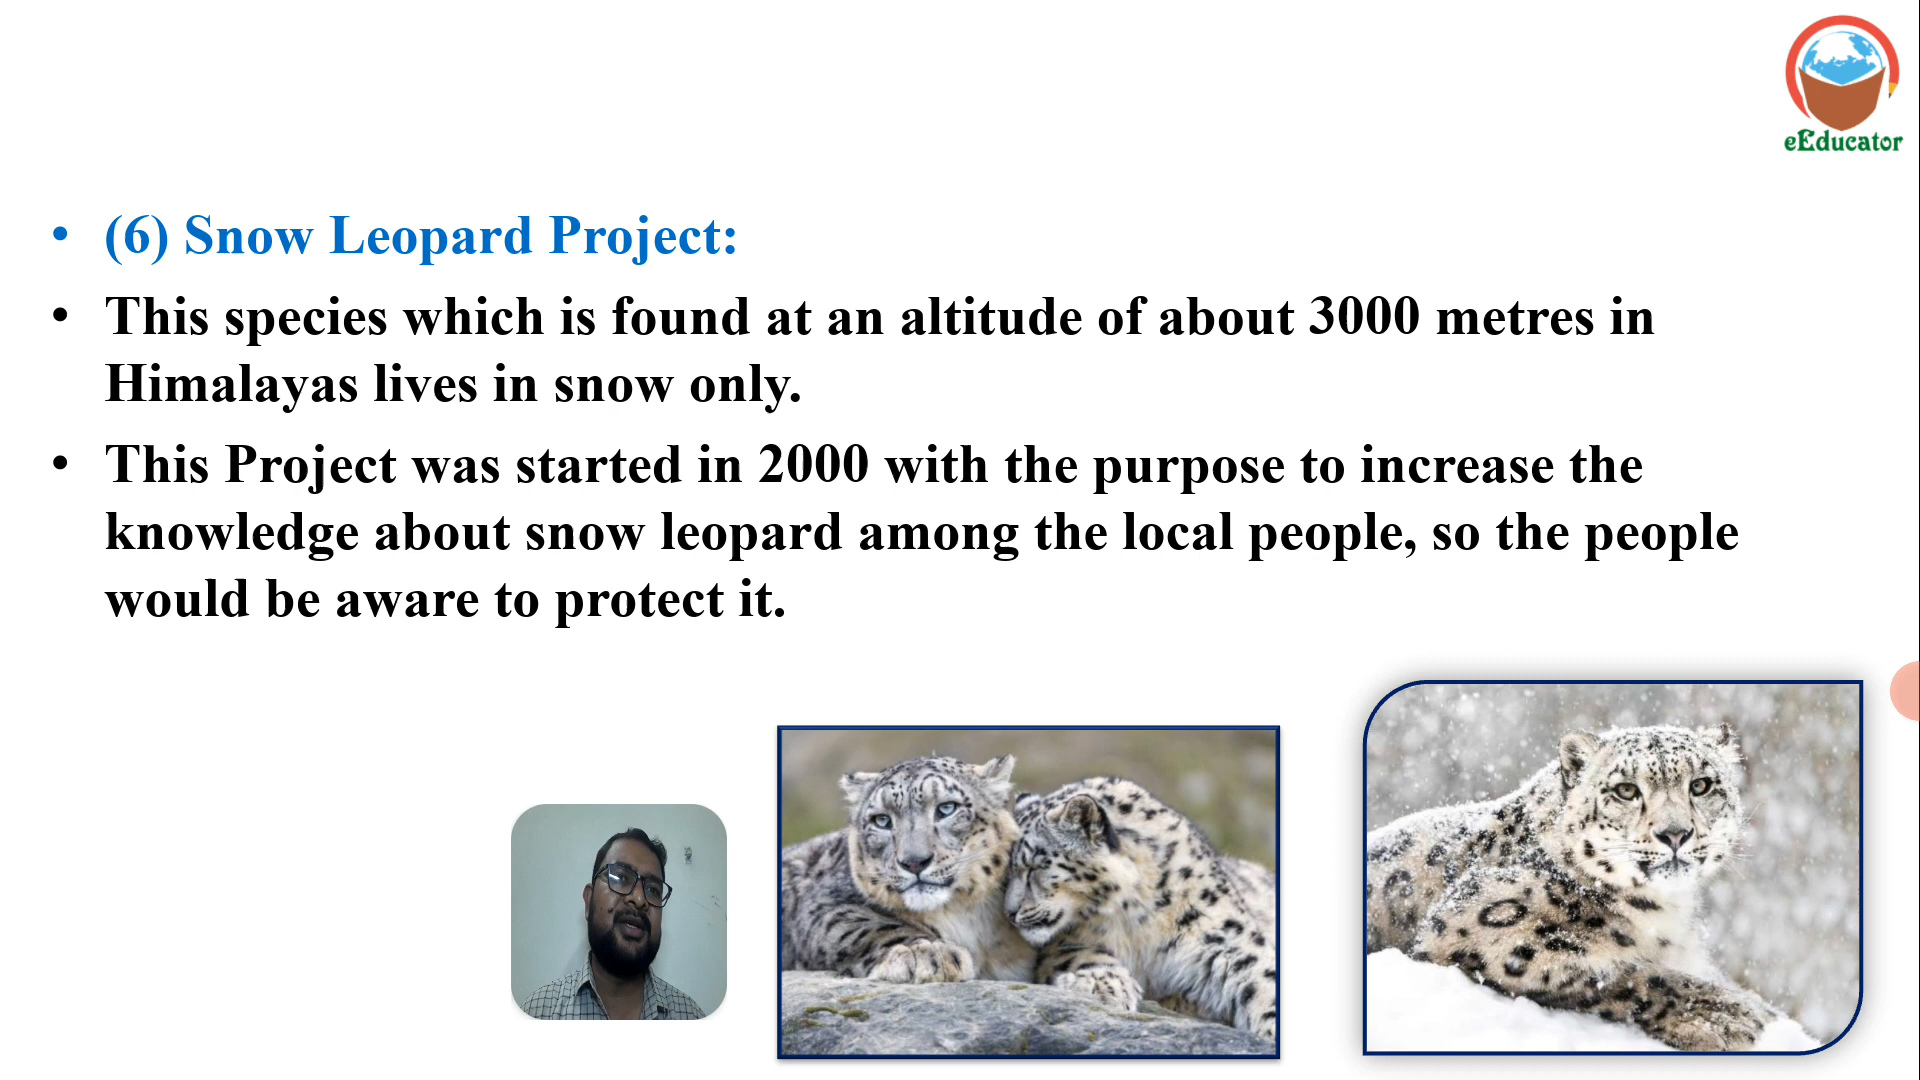 eEducator
• (6) Snow Leopard Project:
• This species which is found at an altitude of about 3000 metres in
Himalayas lives in snow only.
• This Project was started in 2000 with the purpose to increase the
knowledge about snow leopard among the local people, so the people
would be aware to protect it.